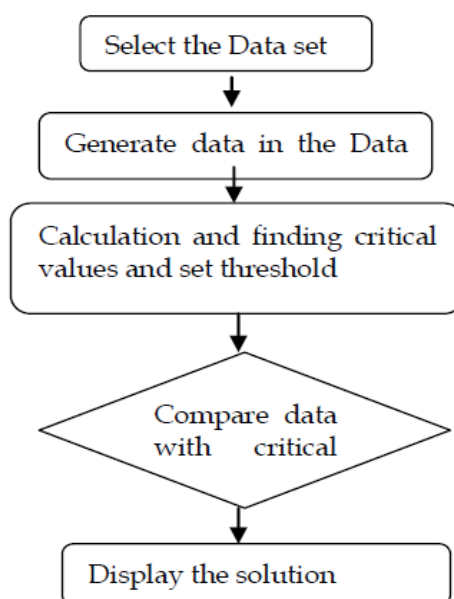 Select the Data set
Generate data in the Data
Calculation and finding critical
values and set threshold
Compare data
with critical
Display the solution